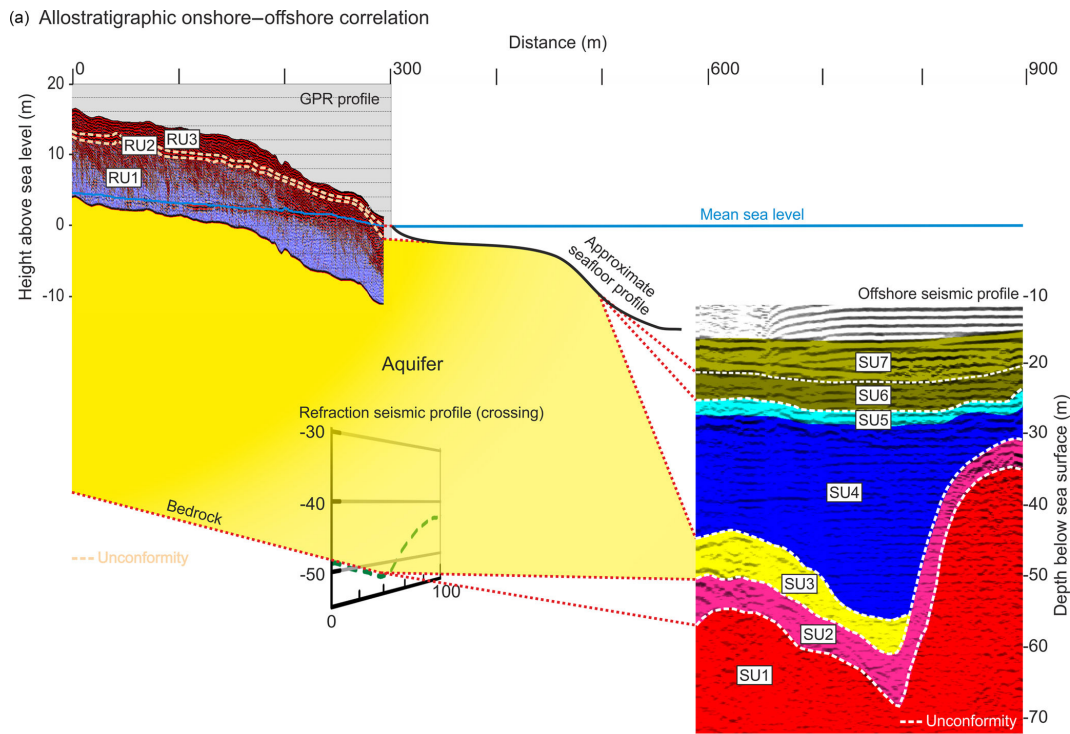 (a) Allostratigraphic onshore–offshore correlation
Distance (m)
0
300
600
900
20
10
0
-10
Height above sea level (m)
GPR profile
RU3
RU2
RU1
Mean sea level
Approximate
seafloor profile
Offshore seismic profile
-10
-20
-30
-40
-50
-60
-70
Depth below sea surface (m)
SU7
SU6
SU5
SU4
SU3
SU2
SU1
Aquifer
Refraction seismic profile (crossing)
-30
-40
-50
0
100
Bedrock
Unconformity
Unconformity